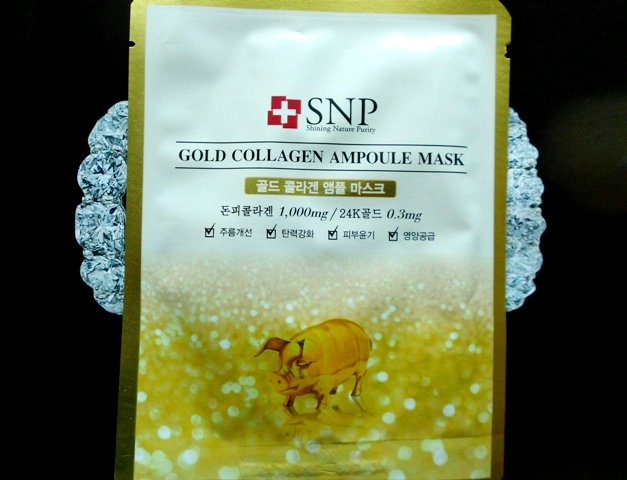 SNP
Shining Nature Purity
GOLD COLLAGEN AMPOULE MASK
골드 콜라겐 앰플 마스크
돈피콜라겐 1,000mg / 24K골드 0.3mg
주름개선 탄력강화 피부윤기 영양공급